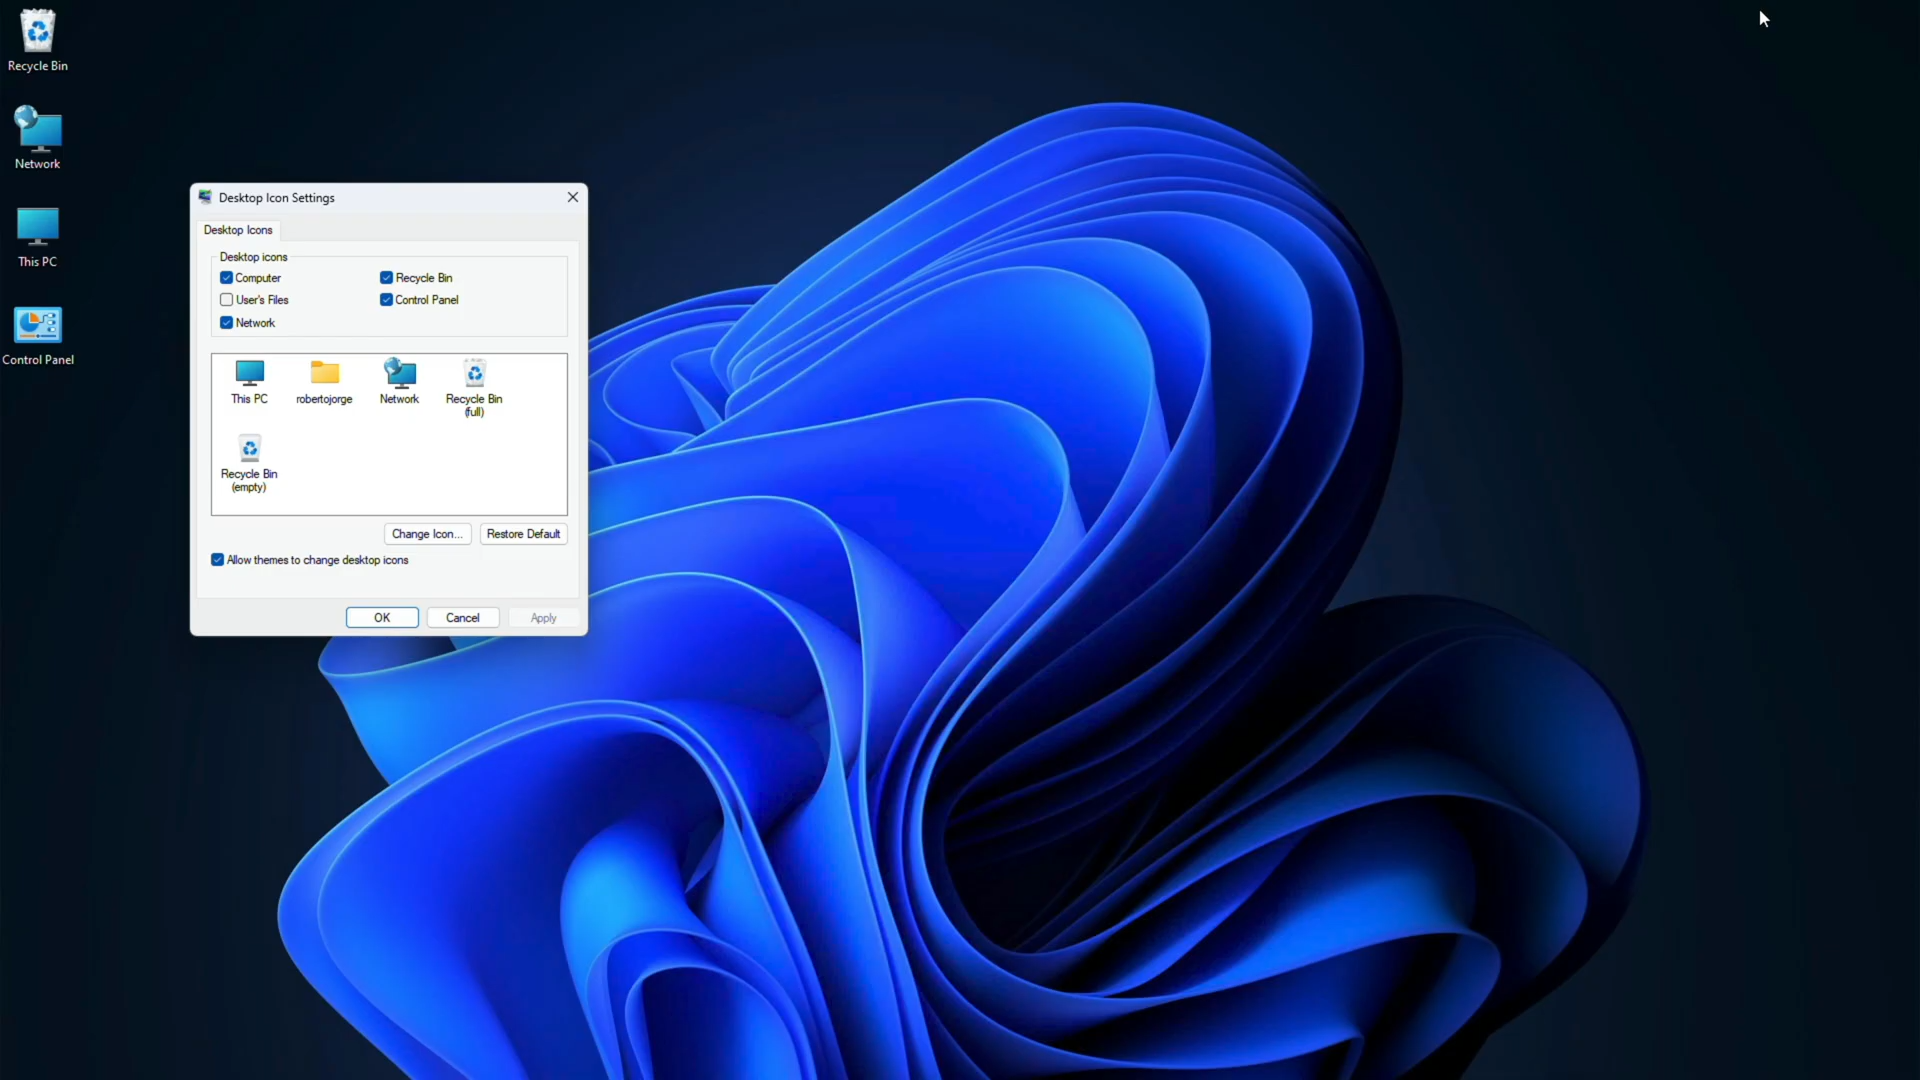 Recycle Bin
Network
This PC
Control Panel
Desktop Icon Settings
Desktop Icons
Desktop icons
Computer
Recycle Bin
User's Files
Control Panel
Network
This PC
robertojorge
Network
Recycle Bin
(full)
Recycle Bin
(empty)
Change Icon...
Restore Default
Allow themes to change desktop icons
OK
Cancel
Apply